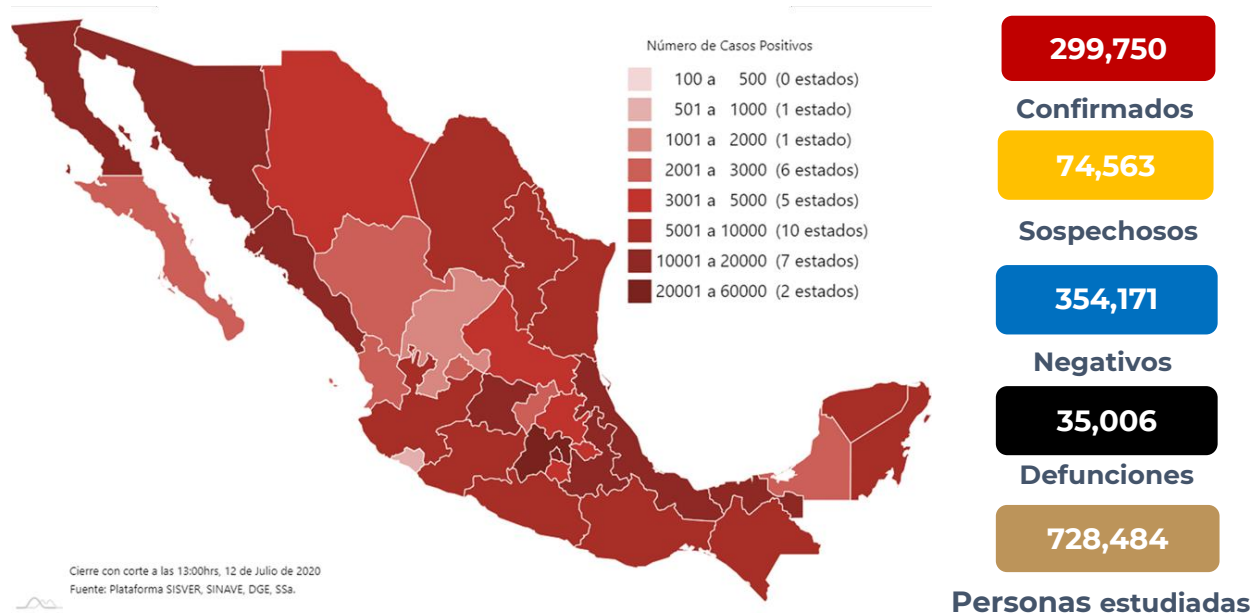 Número de Casos Positivos
100 a 500 (0 estados)
501 a 1000 (1 estado)
1001 a 2000 (1 estado)
2001 a 3000 (6 estados)
3001 a 5000 (5 estados)
5001 a 10000 (10 estados)
10001 a 20000 (7 estados)
20001 a 60000 (2 estados)
Cierre con corte a las 13:00hrs, 12 de Julio de 2020
Fuente: Plataforma SISVER, SINAVE, DGE, SSa.
299,750
Confirmados
74,563
Sospechosos
354,171
Negativos
35,006
Defunciones
728,484
Personas estudiadas